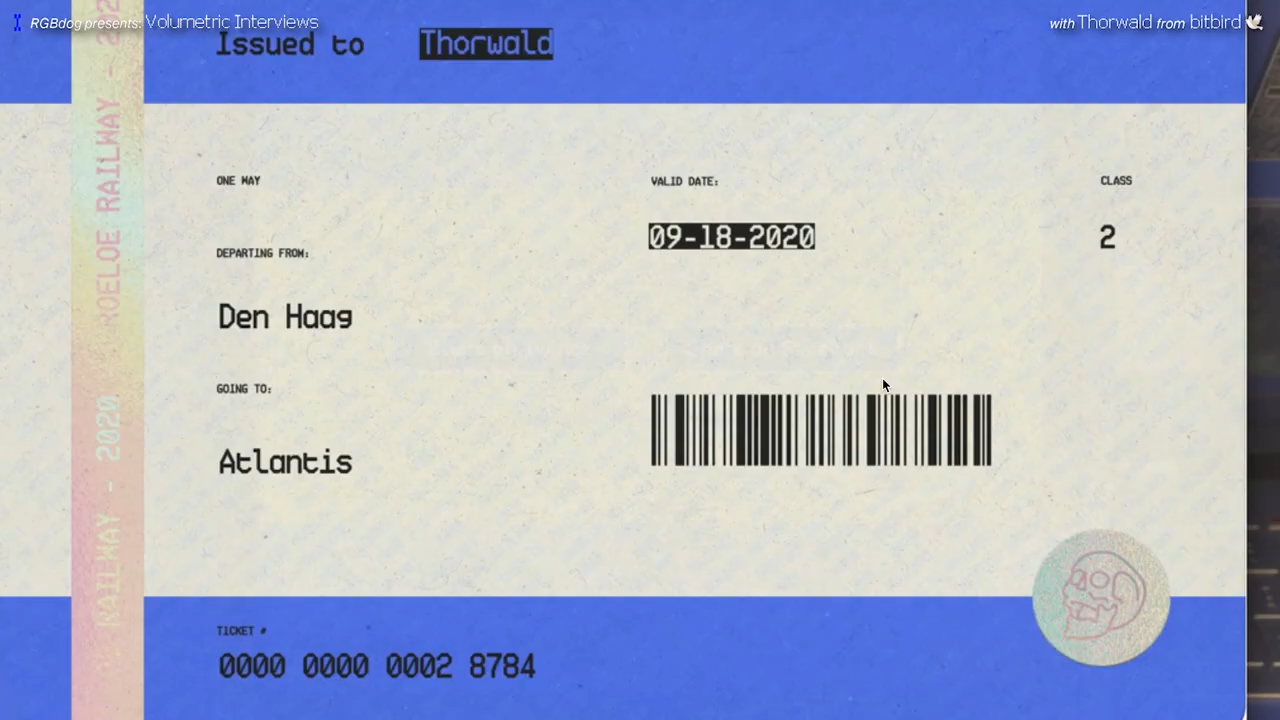 RGBdog presents: Volumetric Interviews
with Thorwald from bitbird
Issued to Thorwald
ONE WAY
VALID DATE:
CLASS
09-18-2020
2
DEPARTING FROM:
Den Haag
GOING TO:
Atlantis
TICKET #
0000 0000 0002 8784
ROELOE RAILWAY - 202
RAILWAY - 2020